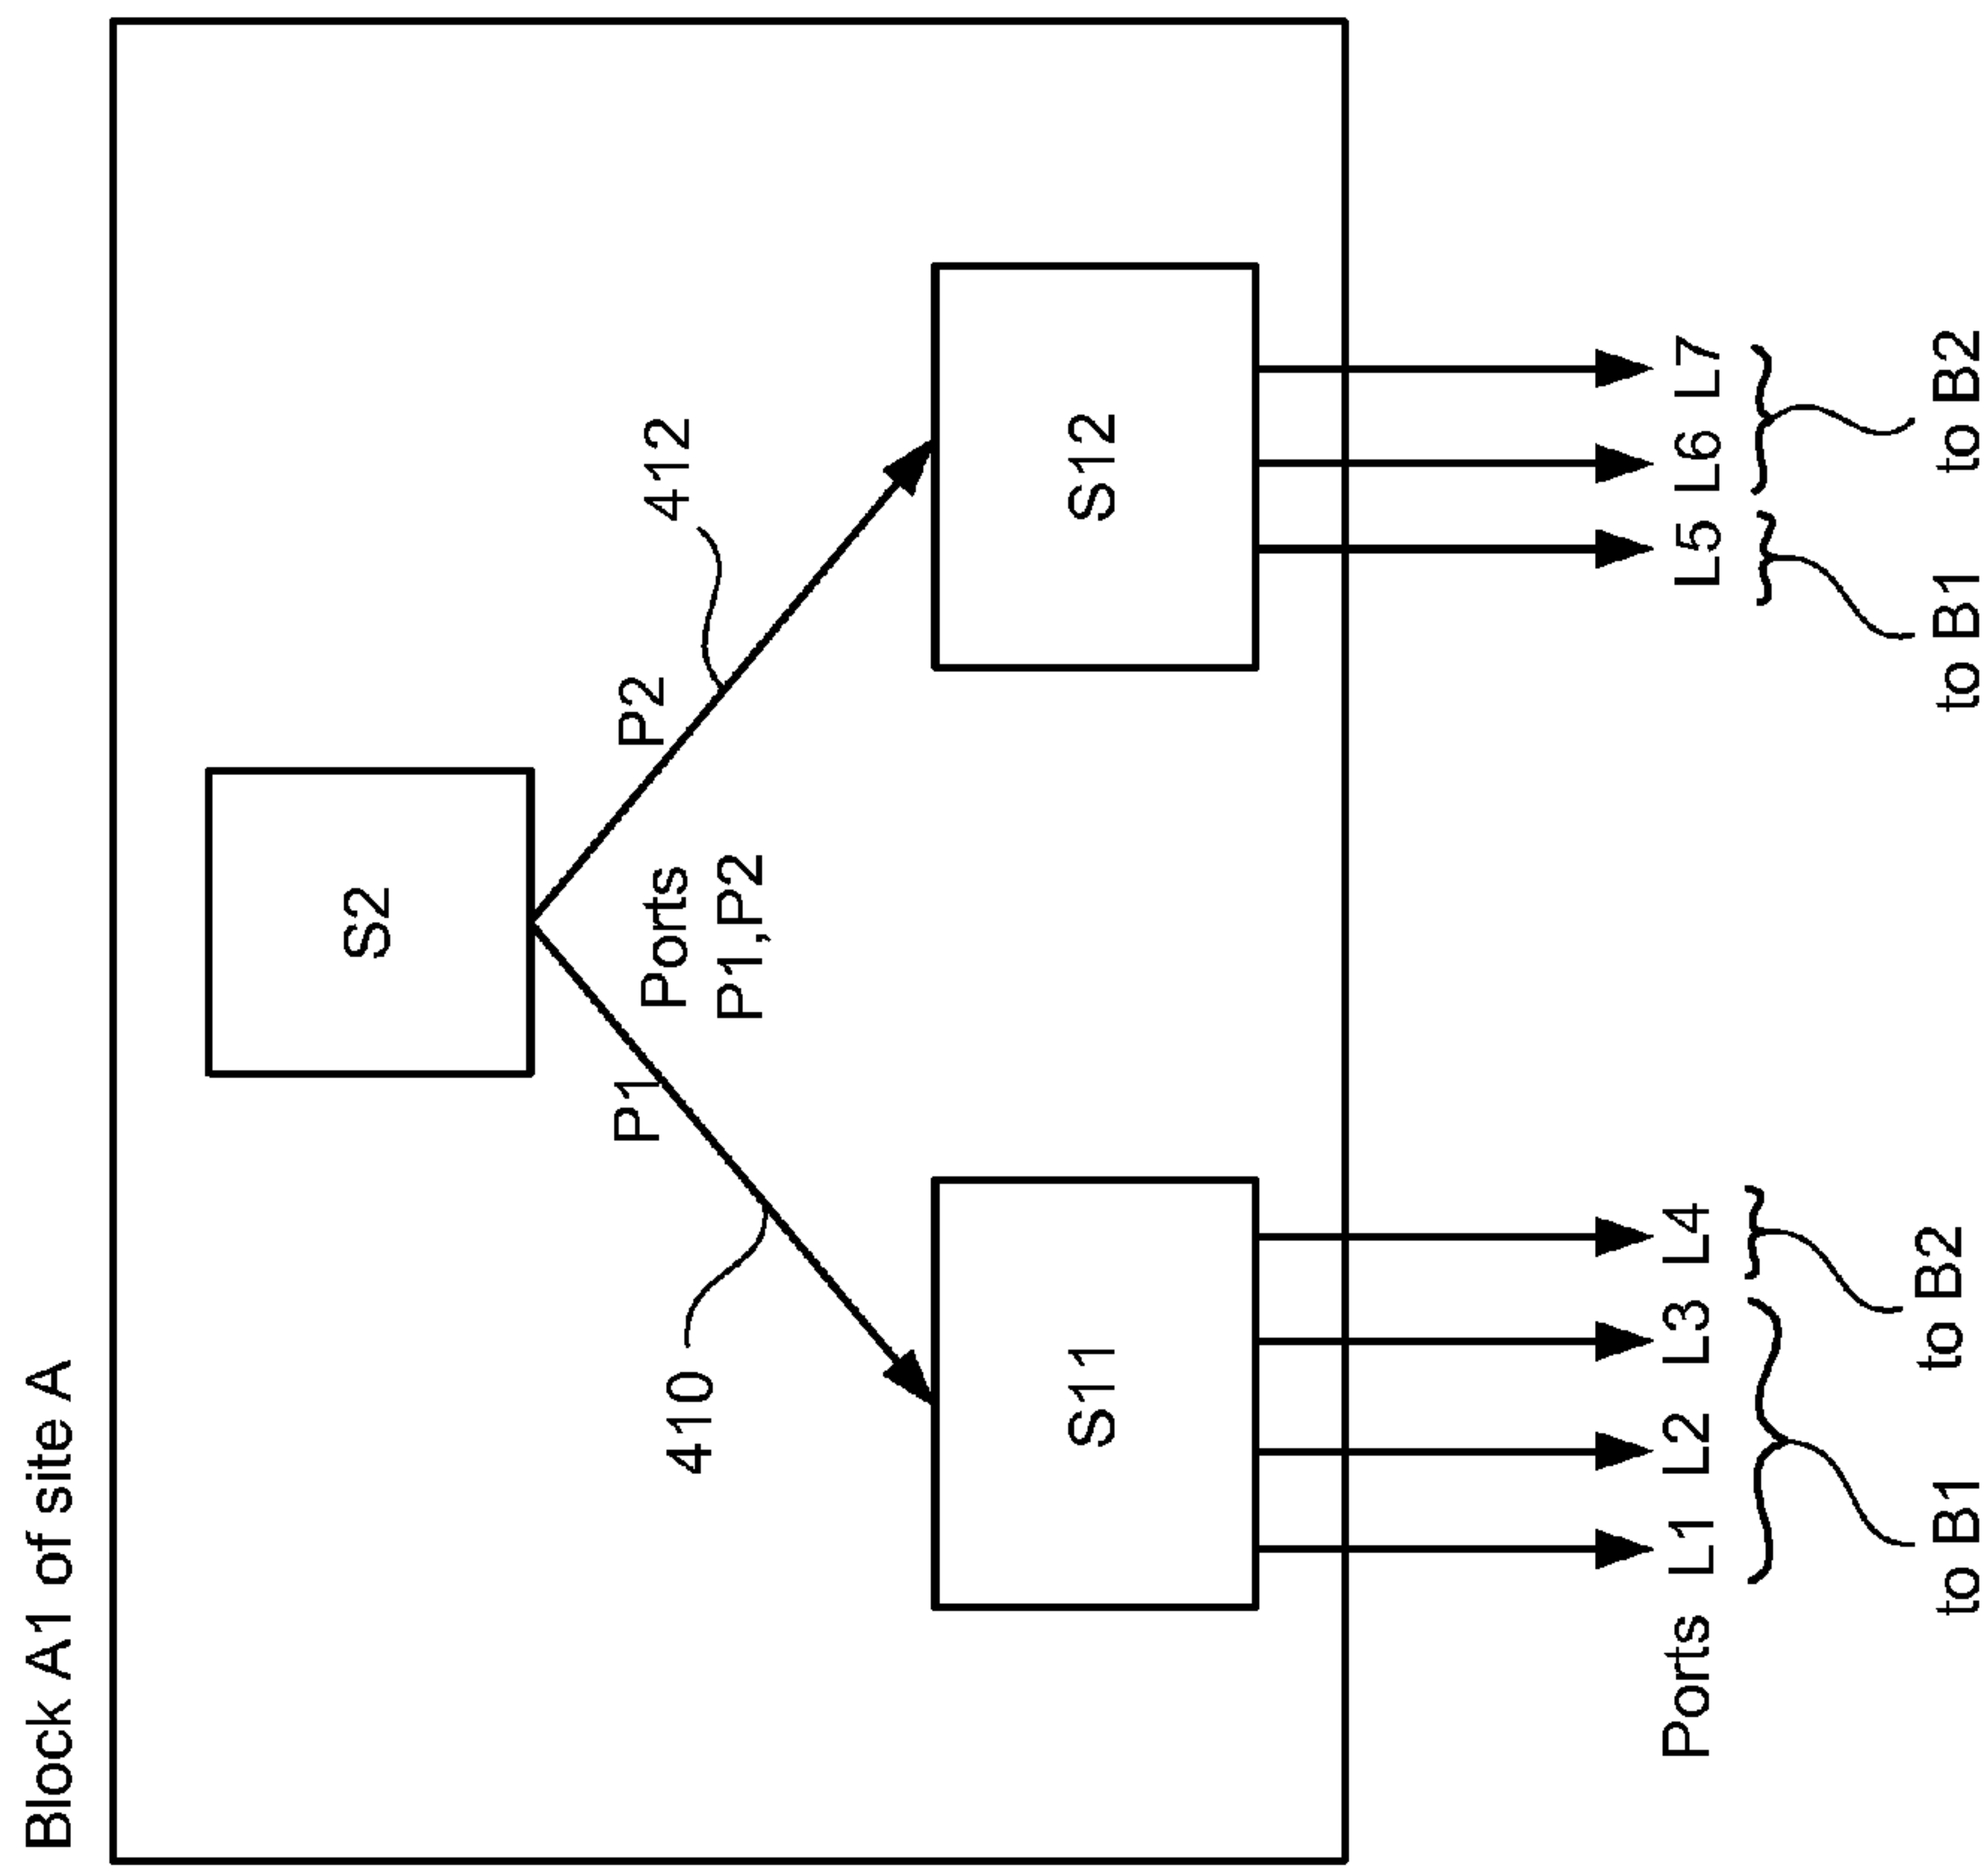 Block A1 of site A
S2
P1
P2
Ports
P1,P2
410
412
S11
S12
Ports L1 L2 L3 L4 L5 L6 L7
to B1
to B2
to B1
to B2